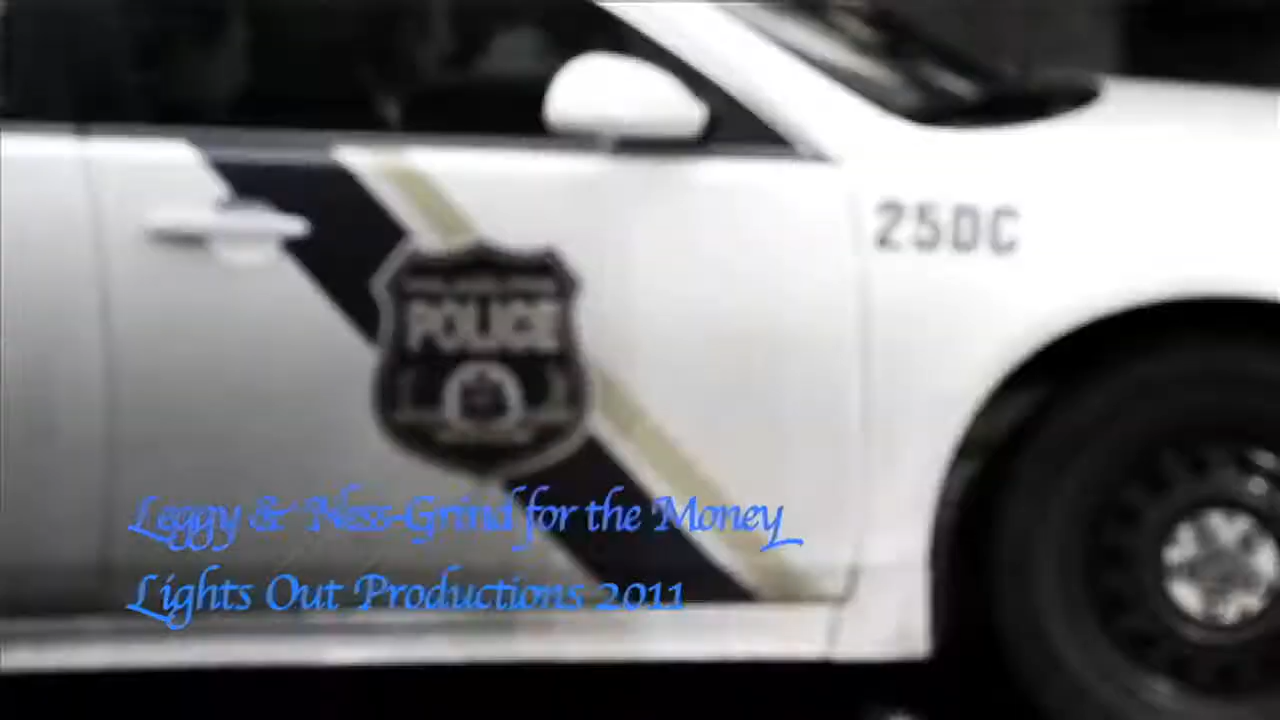 25DC
POLICE
Leggy & Ness-Grind for the Money
Lights Out Productions 2011